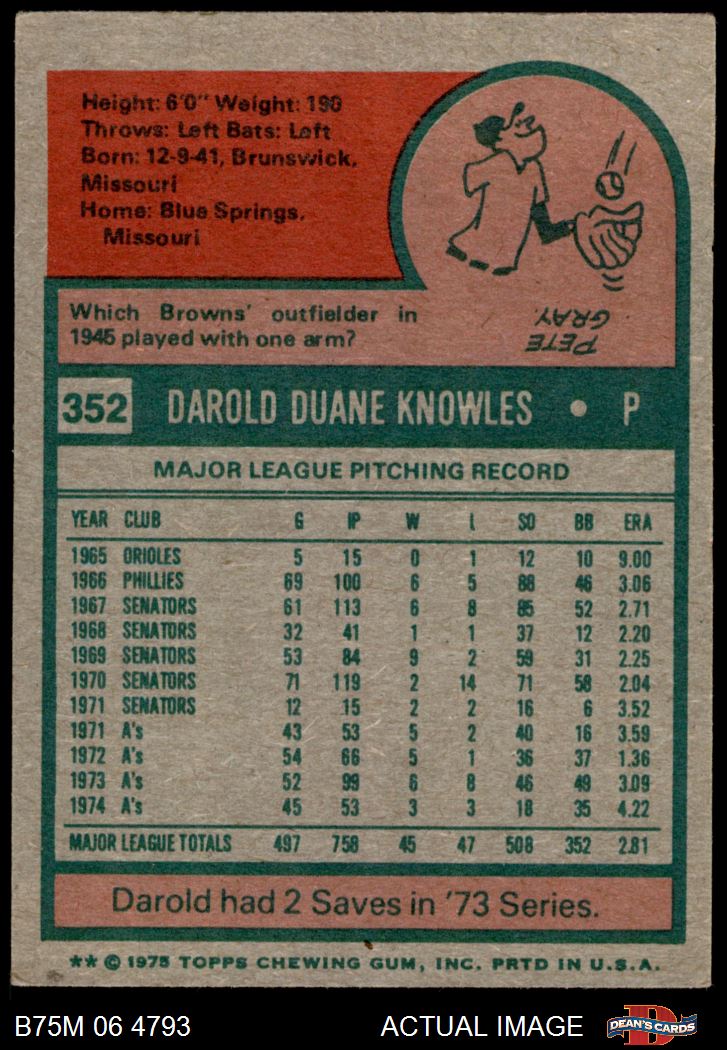 Height: 6'0" Weight: 190
Throws: Left Bats: Left
Born: 12-9-41, Brunswick,
Missouri
Home: Blue Springs,
Missouri
Which Browns' outfielder in
1945 played with one arm?
PETE
GRAY
352 DAROLD DUANE KNOWLES • P
MAJOR LEAGUE PITCHING RECORD
YEAR CLUB G IP W L SO BB ERA
1965 ORIOLES 5 15 0 1 12 10 9.00
1966 PHILLIES 69 100 6 5 88 46 3.06
1967 SENATORS 61 113 6 8 85 52 2.71
1968 SENATORS 32 41 1 1 37 12 2.20
1969 SENATORS 53 84 9 2 59 31 2.25
1970 SENATORS 71 119 2 14 71 58 2.04
1971 SENATORS 12 15 2 2 16 6 3.52
1971 A's 43 53 5 2 40 16 3.59
1972 A's 54 66 5 1 36 37 1.36
1973 A's 52 99 6 8 46 49 3.09
1974 A's 45 53 3 3 18 35 4.22
MAJOR LEAGUE TOTALS 497 758 45 47 508 352 2.81
Darold had 2 Saves in '73 Series.
** © 1975 TOPPS CHEWING GUM, INC. PRTD IN U.S.A.
B75M 06 4793 ACTUAL IMAGE D DEAN'S CARDS